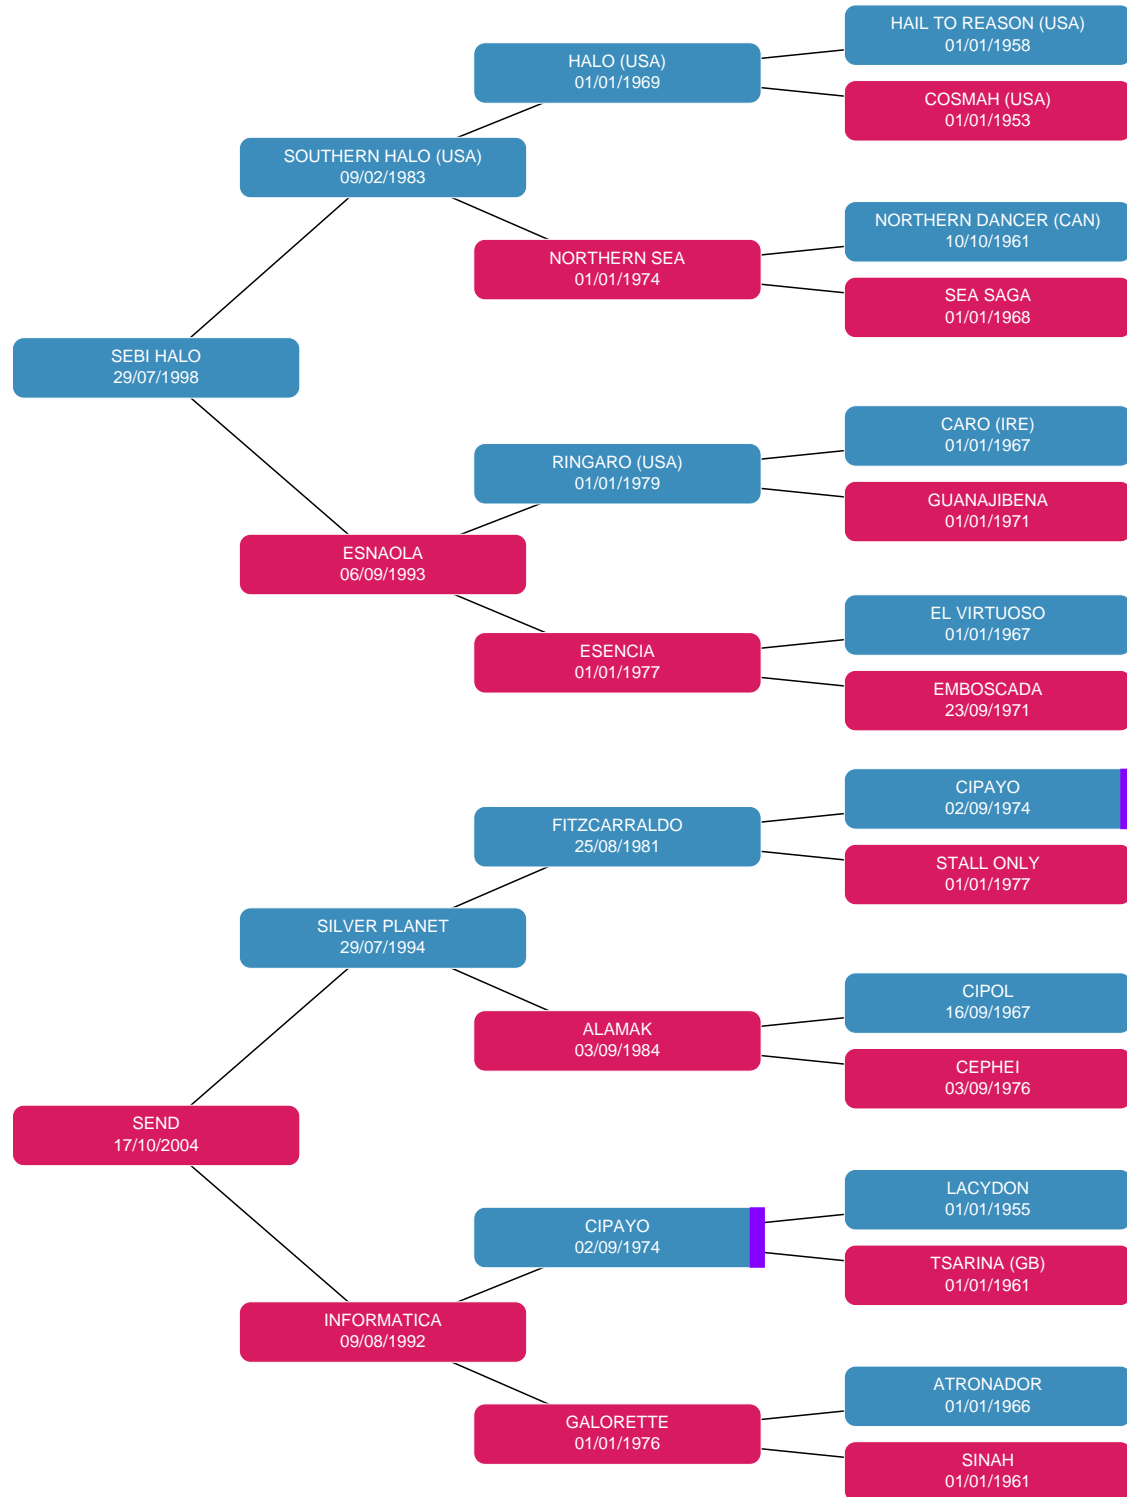 HAIL TO REASON (USA)
01/01/1958
HALO (USA)
01/01/1969
COSMAH (USA)
01/01/1953
SOUTHERN HALO (USA)
09/02/1983
NORTHERN DANCER (CAN)
10/10/1961
NORTHERN SEA
01/01/1974
SEA SAGA
01/01/1968
SEBI HALO
29/07/1998
CARO (IRE)
01/01/1967
RINGARO (USA)
01/01/1979
GUANAJIBENA
01/01/1971
ESNAOLA
06/09/1993
EL VIRTUOSO
01/01/1967
ESENCIA
01/01/1977
EMBOSCADA
23/09/1971
CIPAYO
02/09/1974
FITZCARRALDO
25/08/1981
STALL ONLY
01/01/1977
SILVER PLANET
29/07/1994
CIPOL
16/09/1967
ALAMAK
03/09/1984
CEPHEI
03/09/1976
SEND
17/10/2004
LACYDON
01/01/1955
CIPAYO
02/09/1974
TSARINA (GB)
01/01/1961
INFORMATICA
09/08/1992
ATRONADOR
01/01/1966
GALORETTE
01/01/1976
SINAH
01/01/1961